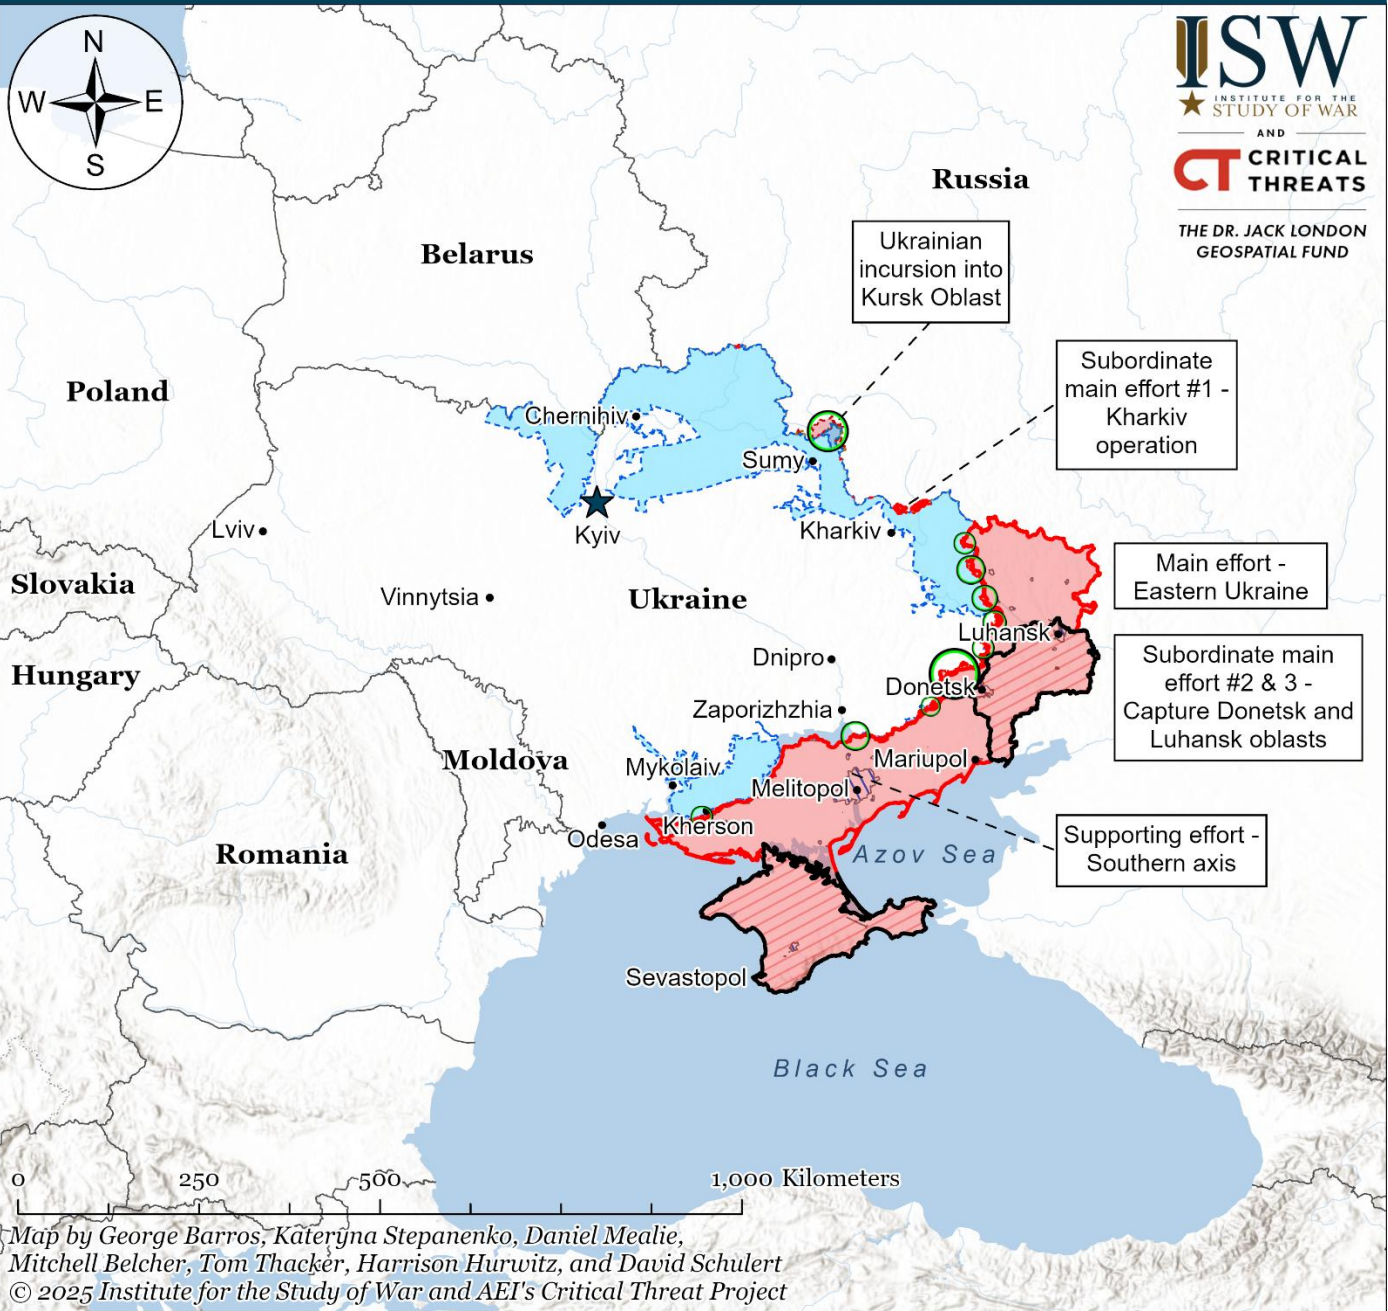 N
W E
S
ISW
INSTITUTE FOR THE
STUDY OF WAR
AND
CT CRITICAL
THREATS
THE DR. JACK LONDON
GEOSPATIAL FUND
Russia
Belarus
Ukrainian
incursion into
Kursk Oblast
Subordinate
main effort #1 -
Kharkiv
operation
Poland
Chernihiv
Sumy
Lviv
Kyiv
Kharkiv
Main effort -
Eastern Ukraine
Slovakia
Vinnytsia
Ukraine
Luhansk
Hungary
Dnipro
Donetsk
Subordinate main
effort #2 & 3 -
Capture Donetsk and
Luhansk oblasts
Zaporizhzhia
Moldova
Mariupol
Mykolaiv
Melitopol
Kherson
Odesa
Romania
Azov Sea
Supporting effort -
Southern axis
Sevastopol
Black Sea
0 250 500 1,000 Kilometers
Map by George Barros, Kateryna Stepanenko, Daniel Mealie,
Mitchell Belcher, Tom Thacker, Harrison Hurwitz, and David Schulert
© 2025 Institute for the Study of War and AEI's Critical Threat Project